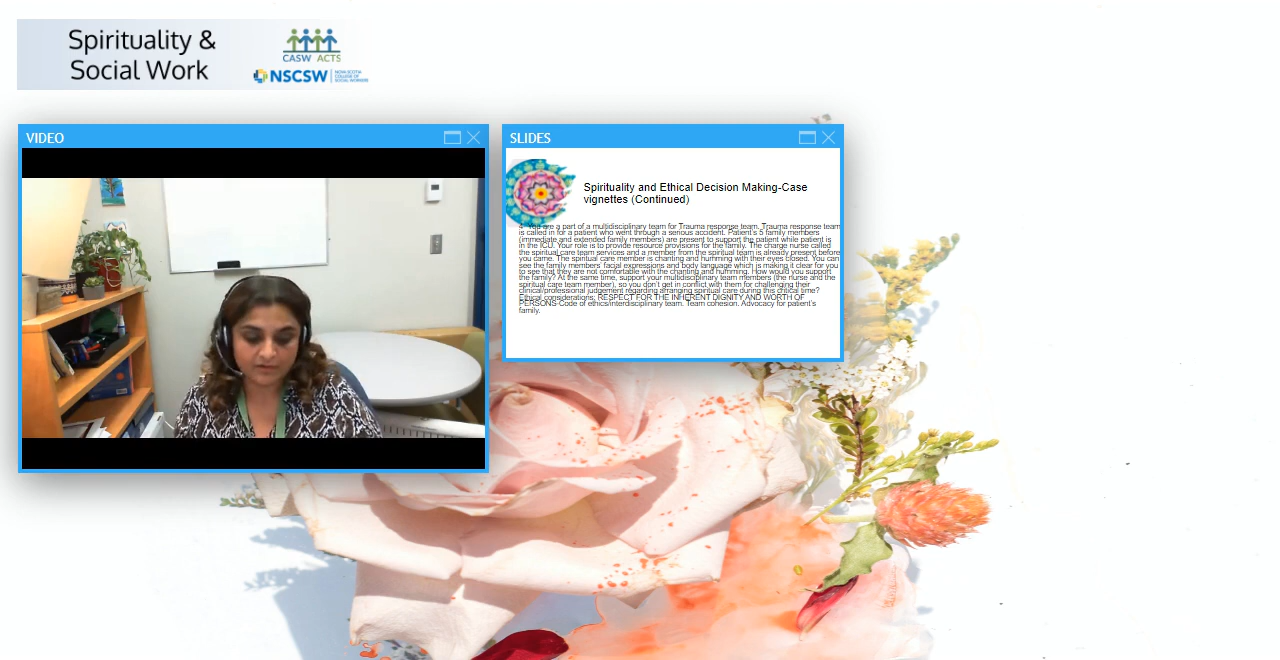 Spirituality &
Social Work
CASW ACTS
NSCSW
NOVA SCOTIA
COLLEGE OF
SOCIAL WORKERS
VIDEO
SLIDES
Spirituality and Ethical Decision Making-Case
vignettes (Continued)
4. You are a part of a multidisciplinary team for Trauma response team. Trauma response team
is called in for a patient who went through a serious accident. Patient's 5 family members
(immediate and extended family members) are present to support the patient while patient is
in the ICU. Your role is to provide resource provisions for the family. The charge nurse called
the spiritual care team services and a member from the spiritual team is already present before
you came. The spiritual care member is chanting and humming with their eyes closed. You can
see the family members' facial expressions and body language which is making it clear for you
to see that they are not comfortable with the chanting and humming. How would you support
the family? At the same time, support your multidisciplinary team members (the nurse and the
spiritual care team member), so you don't get in conflict with them for challenging their
clinical/professional judgement regarding arranging spiritual care during this critical time?
Ethical considerations: RESPECT FOR THE INHERENT DIGNITY AND WORTH OF
PERSONS-Code of ethics/interdisciplinary team. Team cohesion. Advocacy for patient's
family.